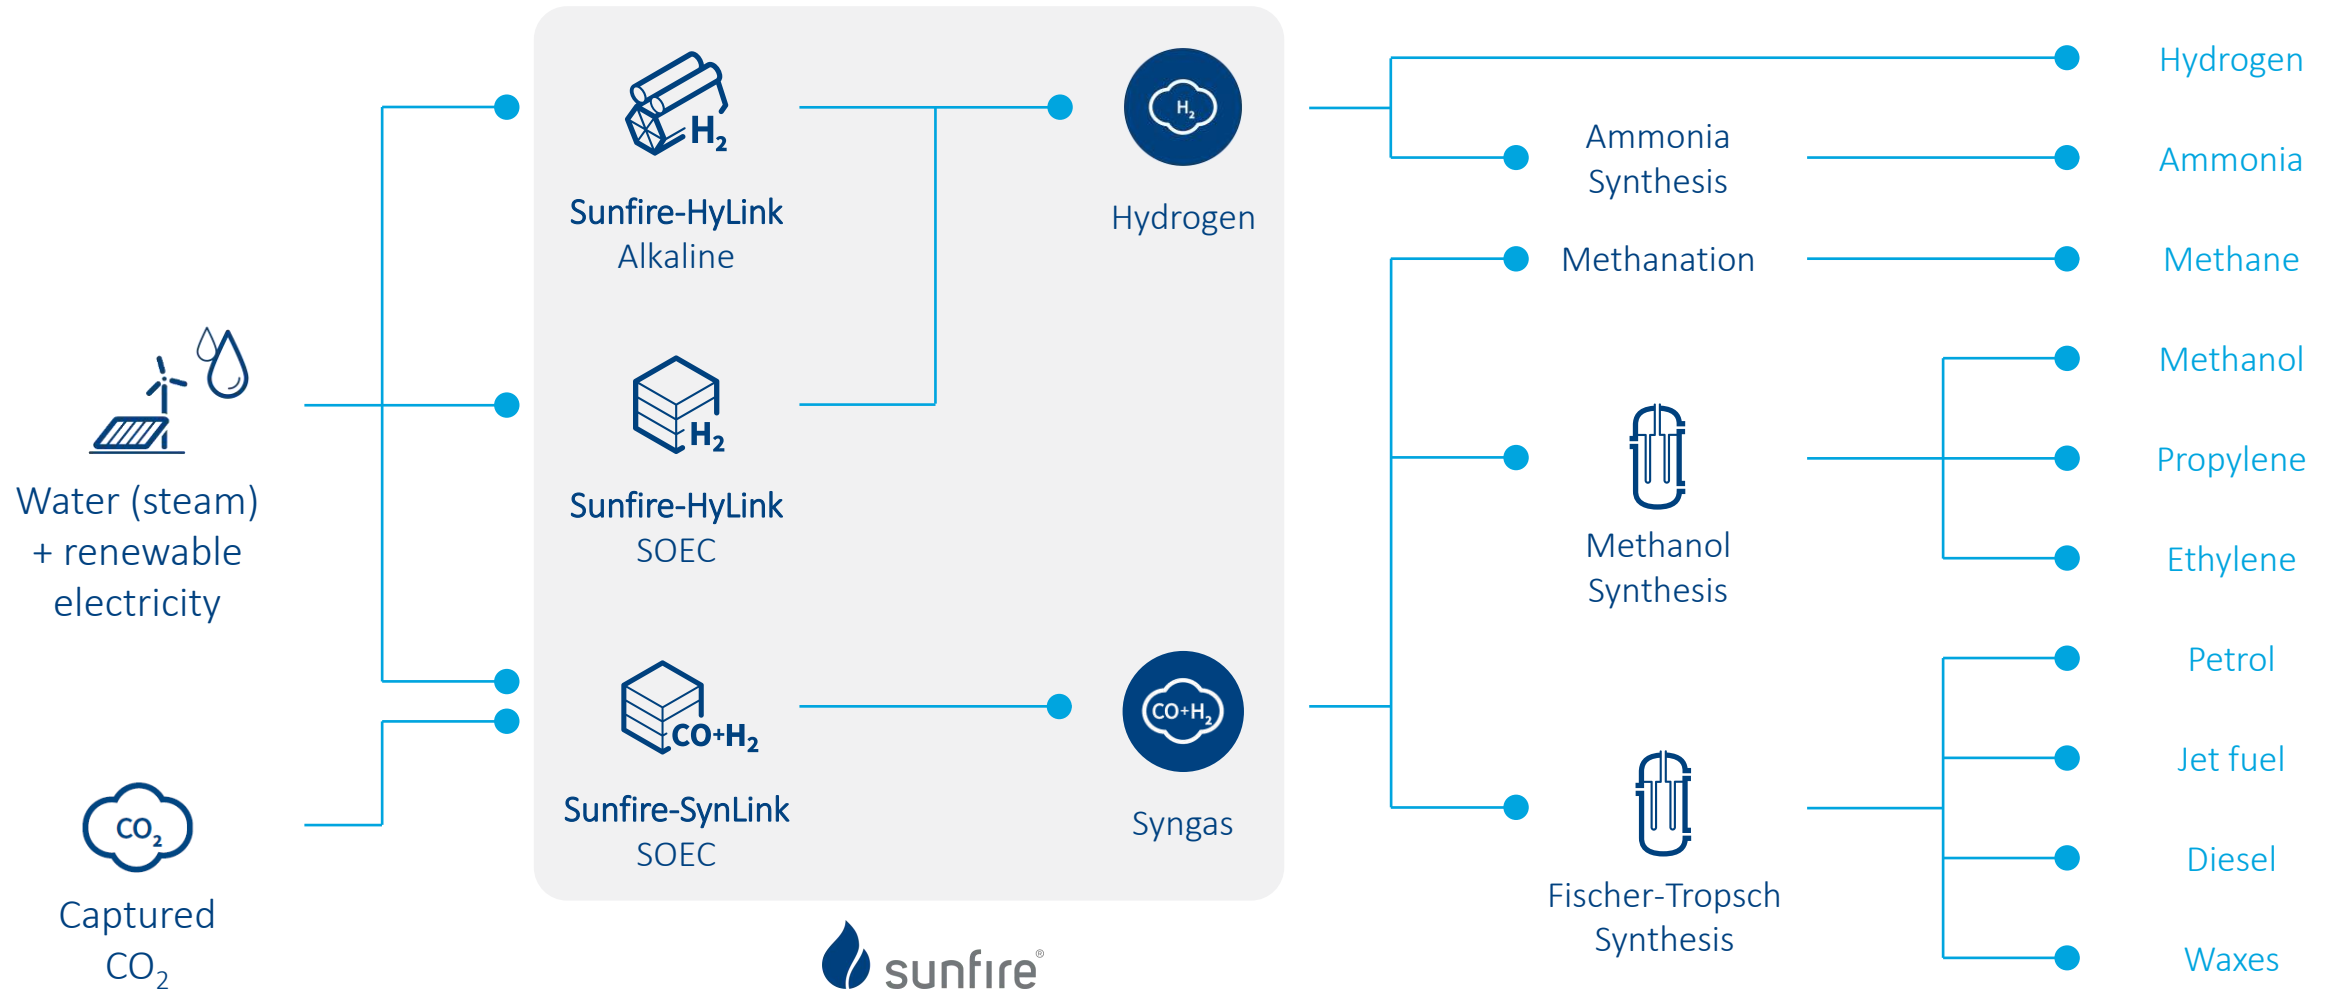 Water (steam)
+ renewable
electricity
CO2
Captured
CO2
H2
Sunfire-HyLink
Alkaline
H2
Sunfire-HyLink
SOEC
CO+H2
Sunfire-SynLink
SOEC
H2
Hydrogen
CO+H2
Syngas
sunfire®
Ammonia
Synthesis
Methanation
Methanol
Synthesis
Fischer-Tropsch
Synthesis
Hydrogen
Ammonia
Methane
Methanol
Propylene
Ethylene
Petrol
Jet fuel
Diesel
Waxes